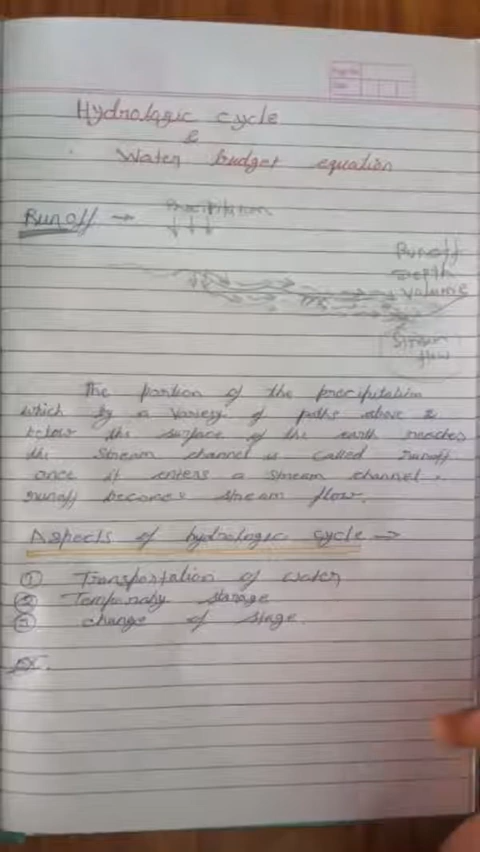 Page No.
Date
Hydrologic cycle
&
Water budget equation
Runoff → Precipitation
Runoff
Depth
volume
Stream
flow
The portion of the precipitation
which by a variety of paths above &
below the surface of the earth reaches
the stream channel is called runoff
once it enters a stream channel.
runoff becomes stream flow.
Aspects of hydrologic cycle →
① Transportation of water
② Temporary storage
③ change of stage.